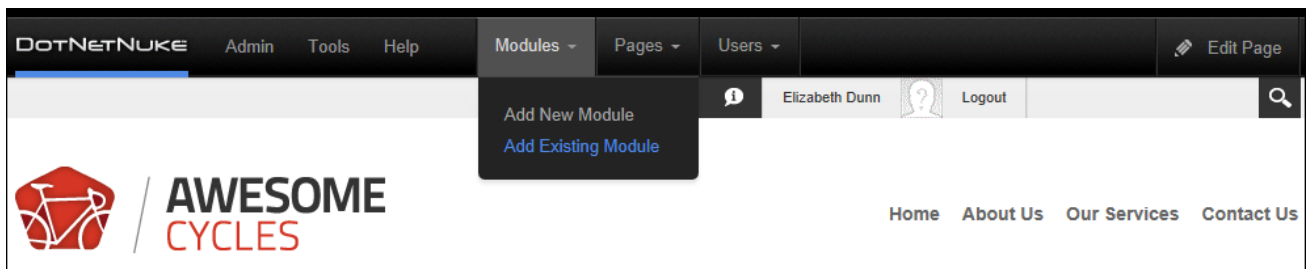 DotNetNuke Admin Tools Help Modules Pages Users Edit Page
Elizabeth Dunn Logout
Add New Module
Add Existing Module
AWESOME
CYCLES
Home About Us Our Services Contact Us